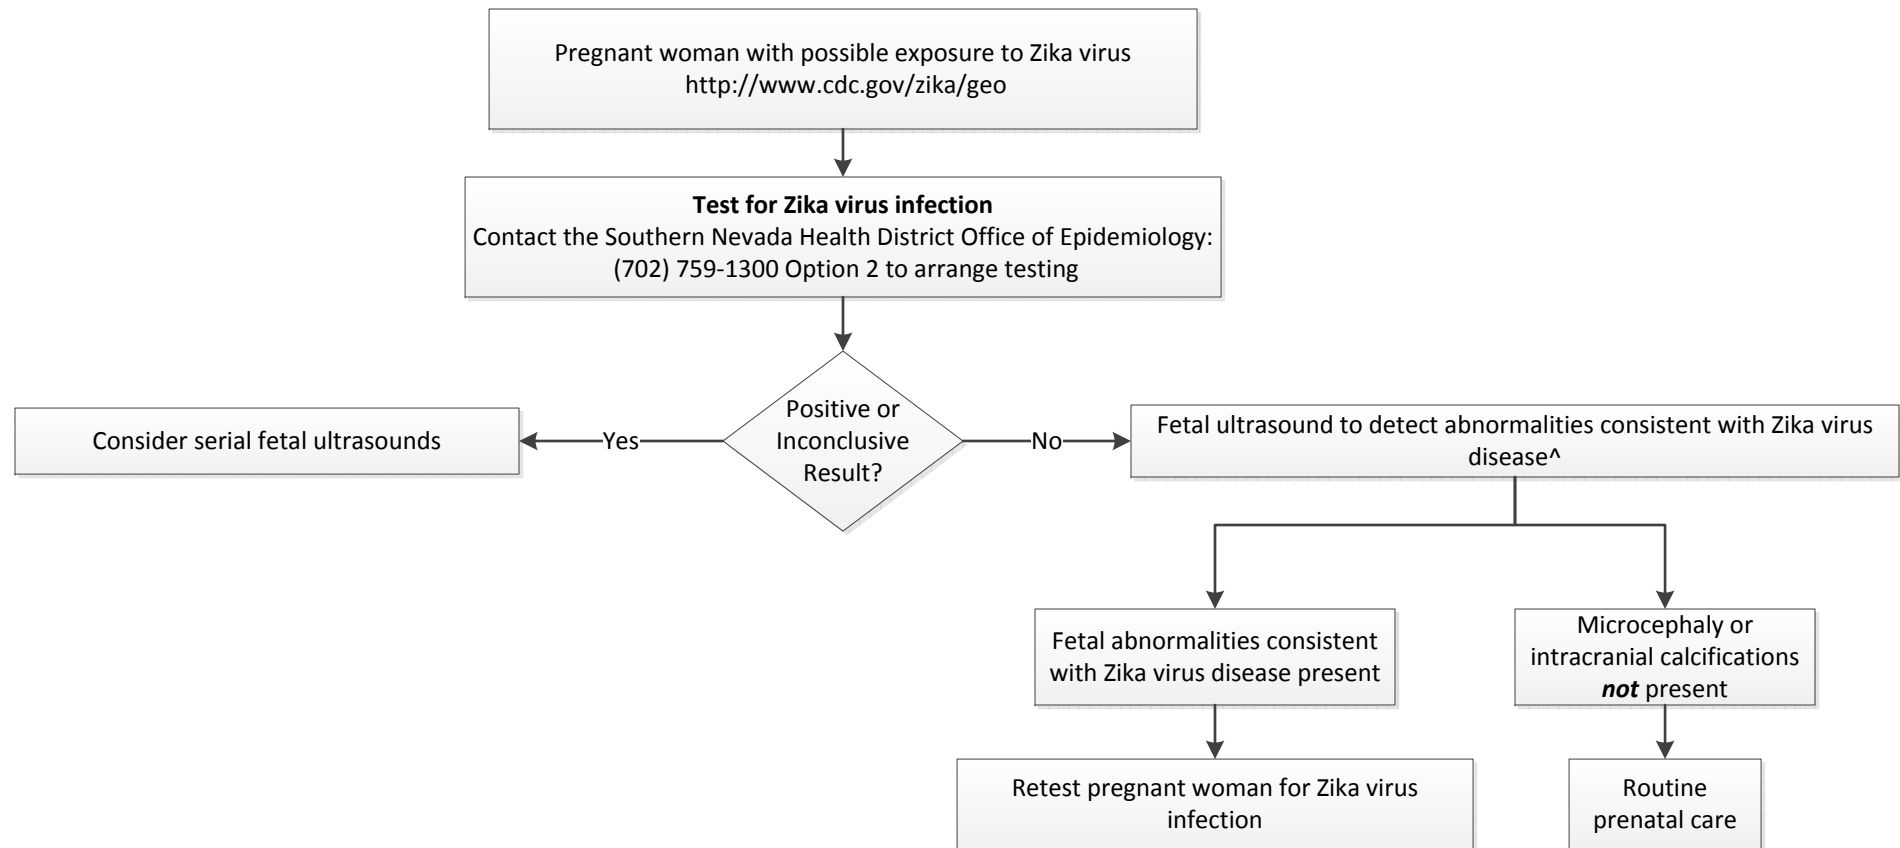 Pregnant woman with possible exposure to Zika virus
http://www.cdc.gov/zika/geo
Test for Zika virus infection
Contact the Southern Nevada Health District Office of Epidemiology:
(702) 759-1300 Option 2 to arrange testing
Positive or
Inconclusive
Result?
Consider serial fetal ultrasounds
Yes
No
Fetal ultrasound to detect abnormalities consistent with Zika virus
disease^
Fetal abnormalities consistent
with Zika virus disease present
Microcephaly or
intracranial calcifications
not present
Retest pregnant woman for Zika virus
infection
Routine
prenatal care